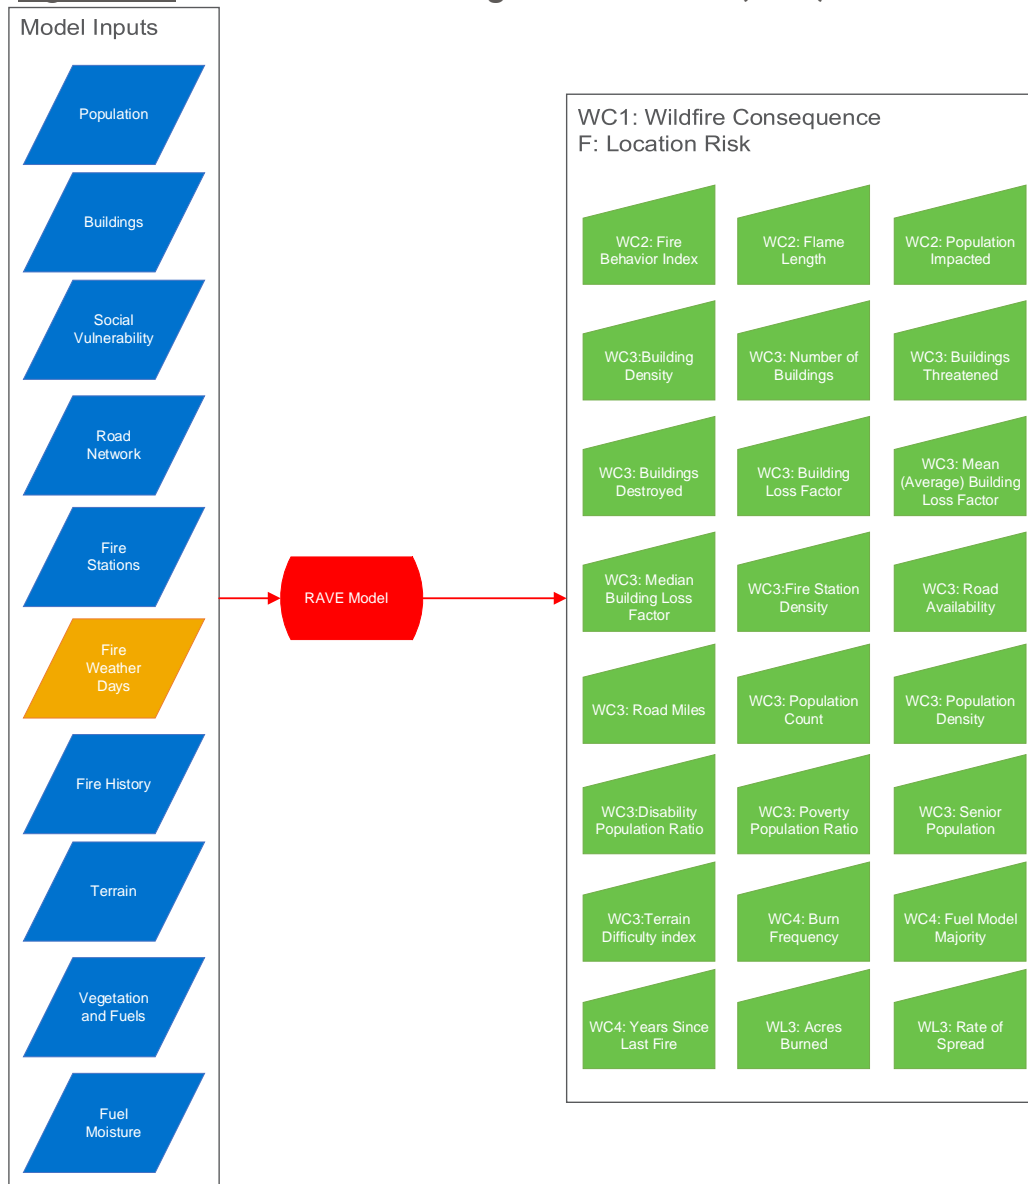 Model Inputs
Population
Buildings
Social
Vulnerability
Road
Network
Fire
Stations
Fire
Weather
Days
Fire History
Terrain
Vegetation
and Fuels
Fuel
Moisture
RAVE Model
WC1: Wildfire Consequence
F: Location Risk
WC2: Fire
Behavior Index
WC2: Flame
Length
WC2: Population
Impacted
WC3:Building
Density
WC3: Number of
Buildings
WC3: Buildings
Threatened
WC3: Buildings
Destroyed
WC3: Building
Loss Factor
WC3: Mean
(Average) Building
Loss Factor
WC3: Median
Building Loss
Factor
WC3:Fire Station
Density
WC3: Road
Availability
WC3: Road Miles
WC3: Population
Count
WC3: Population
Density
WC3:Disability
Population Ratio
WC3: Poverty
Population Ratio
WC3: Senior
Population
WC3:Terrain
Difficulty index
WC4: Burn
Frequency
WC4: Fuel Model
Majority
WC4: Years Since
Last Fire
WL3: Acres
Burned
WL3: Rate of
Spread